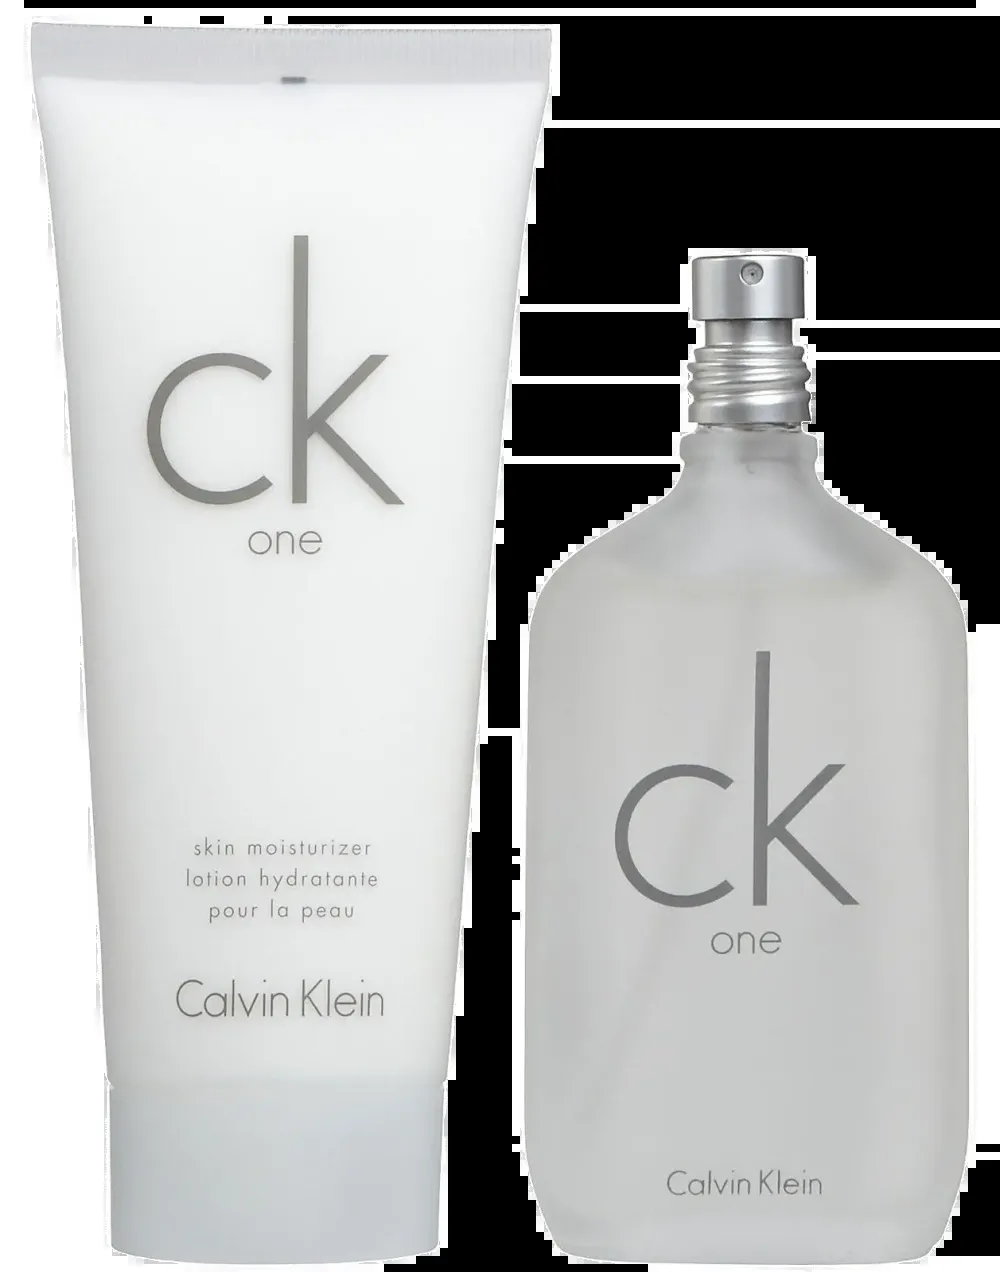 ck
one
skin moisturizer
lotion hydratante
pour la peau
Calvin Klein
ck
one
Calvin Klein